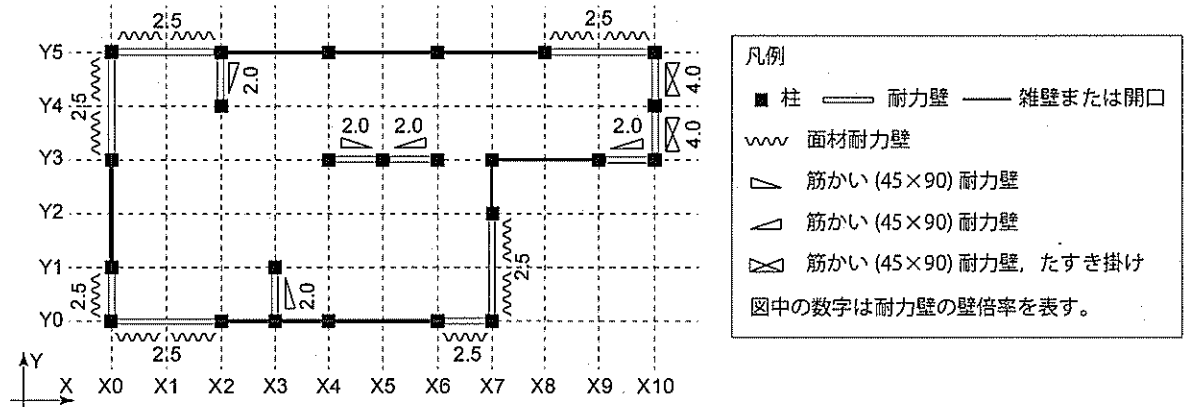 2.5
2.5
Y5
2.0
4.0
2.5
Y4
2.0
2.0
2.0
4.0
Y3
Y2
2.5
Y1
2.5
2.0
Y0
2.5
2.5
Y
X
X0
X1
X2
X3
X4
X5
X6
X7
X8
X9
X10
凡例
柱
耐力壁
雑壁または開口
面材耐力壁
筋かい (45×90) 耐力壁
筋かい (45×90) 耐力壁
筋かい (45×90) 耐力壁,たすき掛け
図中の数字は耐力壁の壁倍率を表す。